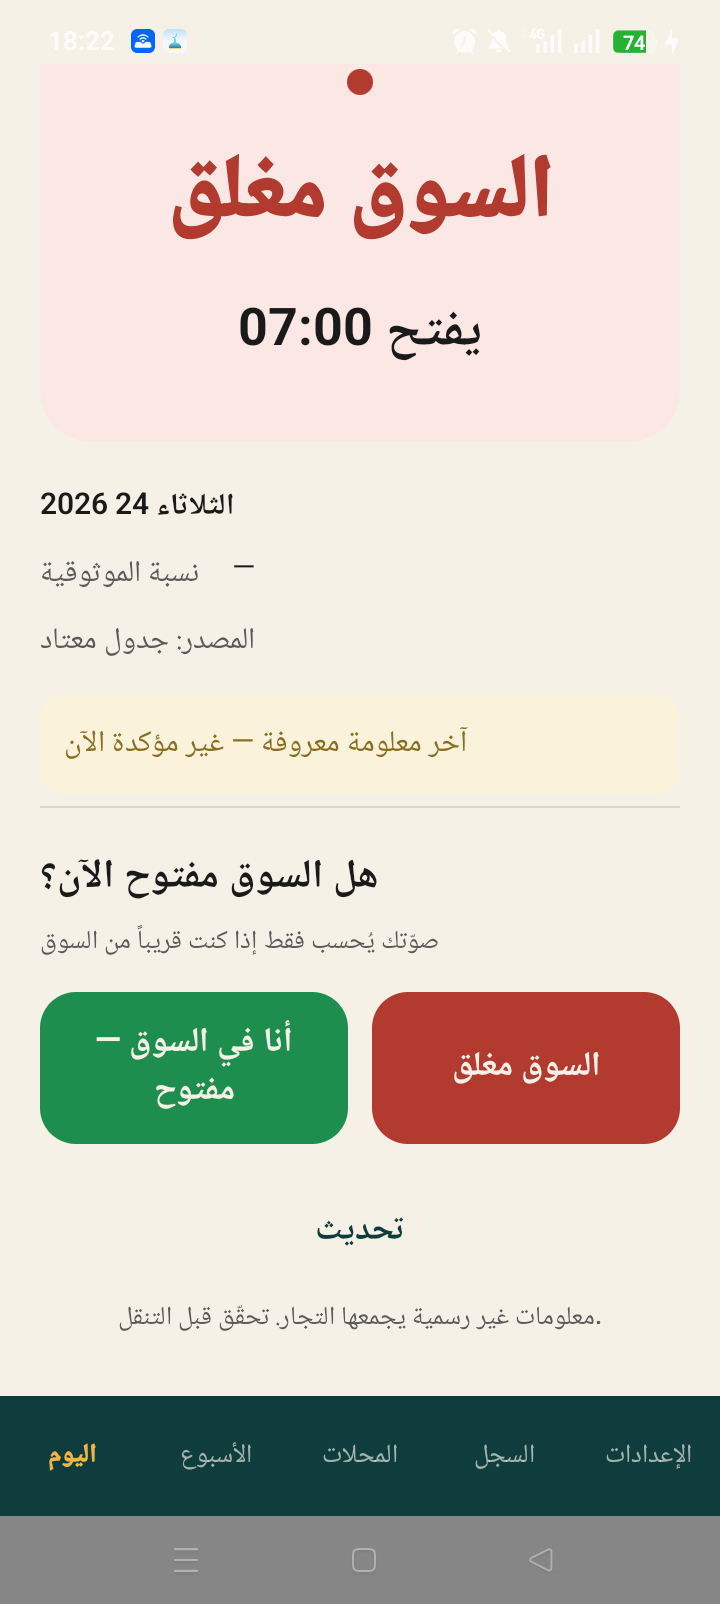 18:22
4G
74
السوق مغلق
يفتح 07:00
الثلاثاء 24 2026
نسبة الموثوقية —
المصدر: جدول معتاد
آخر معلومة معروفة — غير مؤكدة الآن
هل السوق مفتوح الآن؟
صوّتك يُحسب فقط إذا كنت قريباً من السوق
أنا في السوق —
مفتوح
السوق مغلق
تحديث
معلومات غير رسمية يجمعها التجار. تحقّق قبل التنقل.
اليوم
الأسبوع
المحلات
السجل
الإعدادات